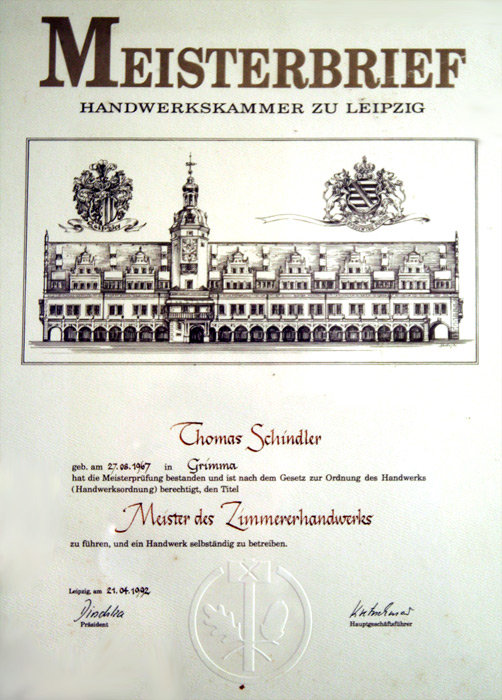 MEISTERBRIEF
HANDWERKSKAMMER ZU LEIPZIG
Thomas Schindler
geb. am 27.08.1967 in Grimma
hat die Meisterprüfung bestanden und ist nach dem Gesetz zur Ordnung des Handwerks
(Handwerksordnung) berechtigt, den Titel
Meister des Zimmererhandwerks
zu führen, und ein Handwerk selbständig zu betreiben.
Leipzig, am 21.04.1992
Präsident
Hauptgeschäftsführer